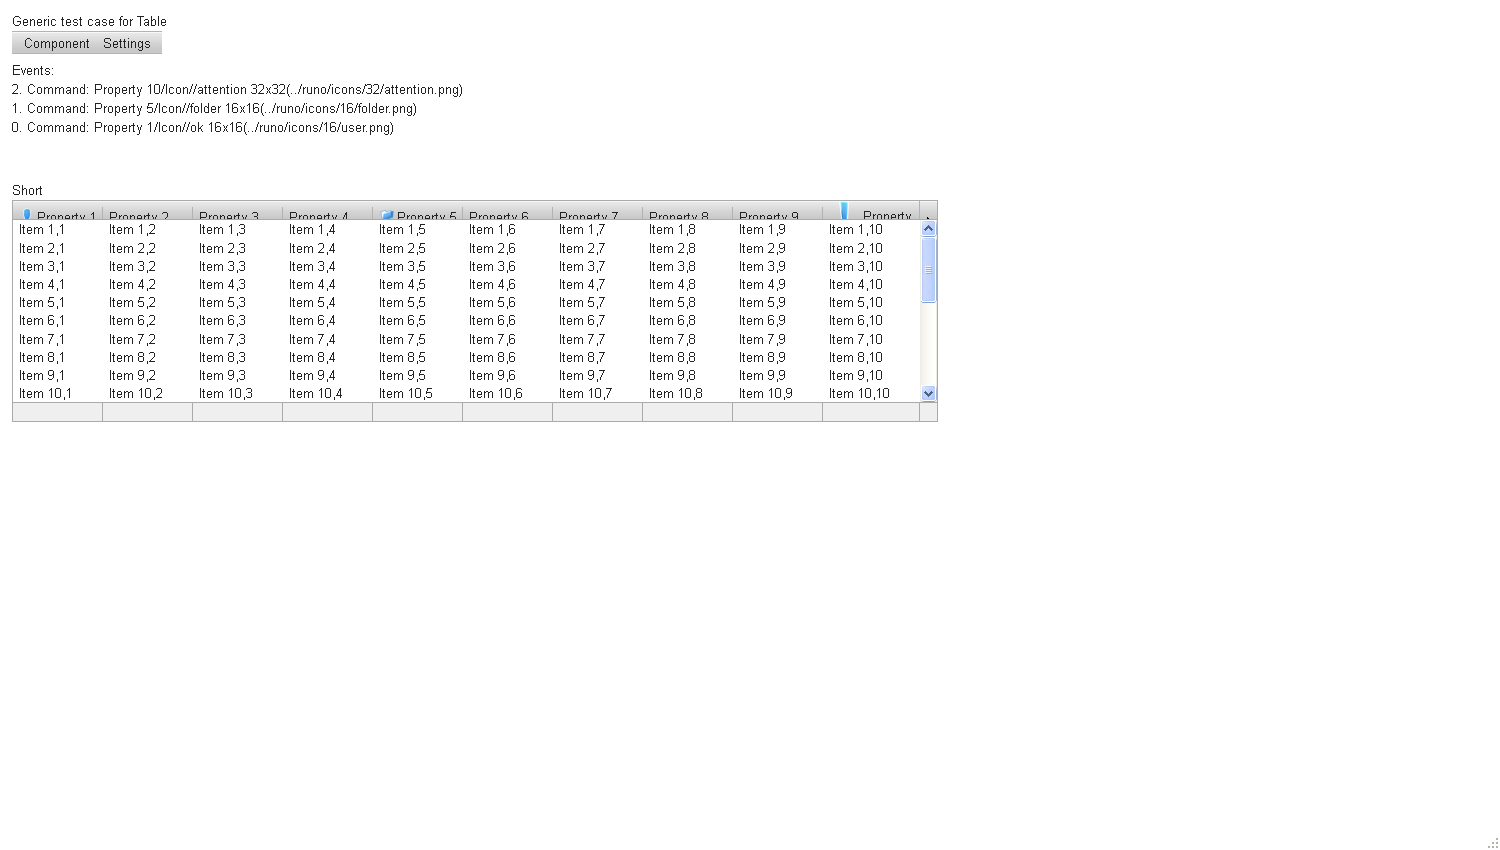 Generic test case for Table
Component Settings
Events:
2. Command: Property 10/Icon//attention 32x32(../runo/icons/32/attention.png)
1. Command: Property 5/Icon//folder 16x16(../runo/icons/16/folder.png)
0. Command: Property 1/Icon//ok 16x16(../runo/icons/16/user.png)
Short
Property 1 Property 2 Property 3 Property 4 Property 5 Property 6 Property 7 Property 8 Property 9 Property
Item 1,1 Item 1,2 Item 1,3 Item 1,4 Item 1,5 Item 1,6 Item 1,7 Item 1,8 Item 1,9 Item 1,10
Item 2,1 Item 2,2 Item 2,3 Item 2,4 Item 2,5 Item 2,6 Item 2,7 Item 2,8 Item 2,9 Item 2,10
Item 3,1 Item 3,2 Item 3,3 Item 3,4 Item 3,5 Item 3,6 Item 3,7 Item 3,8 Item 3,9 Item 3,10
Item 4,1 Item 4,2 Item 4,3 Item 4,4 Item 4,5 Item 4,6 Item 4,7 Item 4,8 Item 4,9 Item 4,10
Item 5,1 Item 5,2 Item 5,3 Item 5,4 Item 5,5 Item 5,6 Item 5,7 Item 5,8 Item 5,9 Item 5,10
Item 6,1 Item 6,2 Item 6,3 Item 6,4 Item 6,5 Item 6,6 Item 6,7 Item 6,8 Item 6,9 Item 6,10
Item 7,1 Item 7,2 Item 7,3 Item 7,4 Item 7,5 Item 7,6 Item 7,7 Item 7,8 Item 7,9 Item 7,10
Item 8,1 Item 8,2 Item 8,3 Item 8,4 Item 8,5 Item 8,6 Item 8,7 Item 8,8 Item 8,9 Item 8,10
Item 9,1 Item 9,2 Item 9,3 Item 9,4 Item 9,5 Item 9,6 Item 9,7 Item 9,8 Item 9,9 Item 9,10
Item 10,1 Item 10,2 Item 10,3 Item 10,4 Item 10,5 Item 10,6 Item 10,7 Item 10,8 Item 10,9 Item 10,10